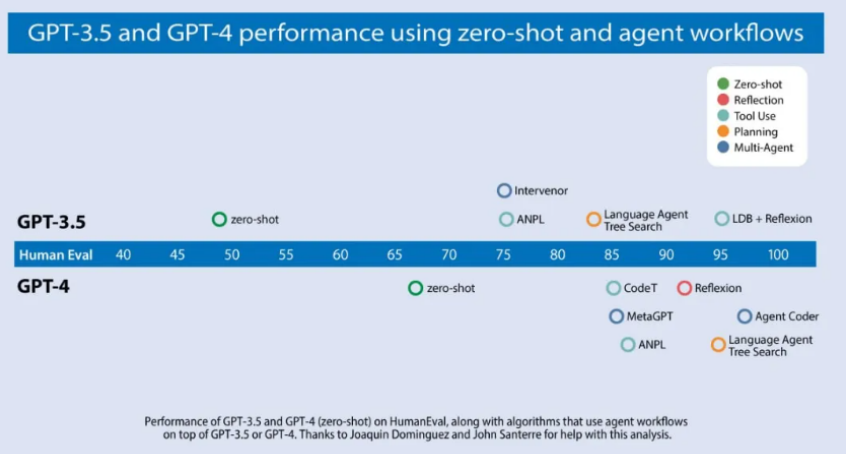 GPT-3.5 and GPT-4 performance using zero-shot and agent workflows
Zero-shot
Reflection
Tool Use
Planning
Multi-Agent
Intervenor
GPT-3.5
zero-shot
ANPL
Language Agent
Tree Search
LDB + Reflexion
Human Eval 40 45 50 55 60 65 70 75 80 85 90 95 100
GPT-4
zero-shot
CodeT
Reflexion
MetaGPT
Agent Coder
ANPL
Language Agent
Tree Search
Performance of GPT-3.5 and GPT-4 (zero-shot) on HumanEval, along with algorithms that use agent workflows
on top of GPT-3.5 or GPT-4. Thanks to Joaquin Dominguez and John Santerre for help with this analysis.